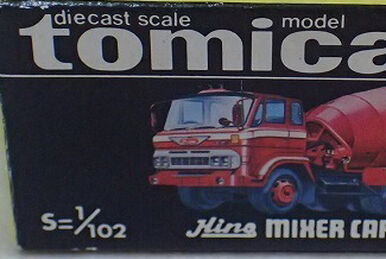 diecast scale model
tomica
S=1/102 Hino MIXER CAR